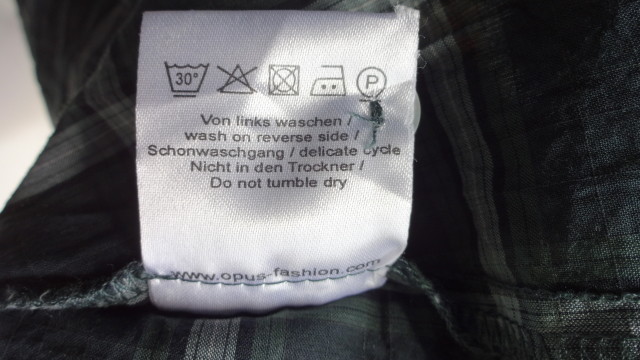 30°
P
Von links waschen /
wash on reverse side /
Schonwaschgang / delicate cycle
Nicht in den Trockner /
Do not tumble dry
www.opus-fashion.com